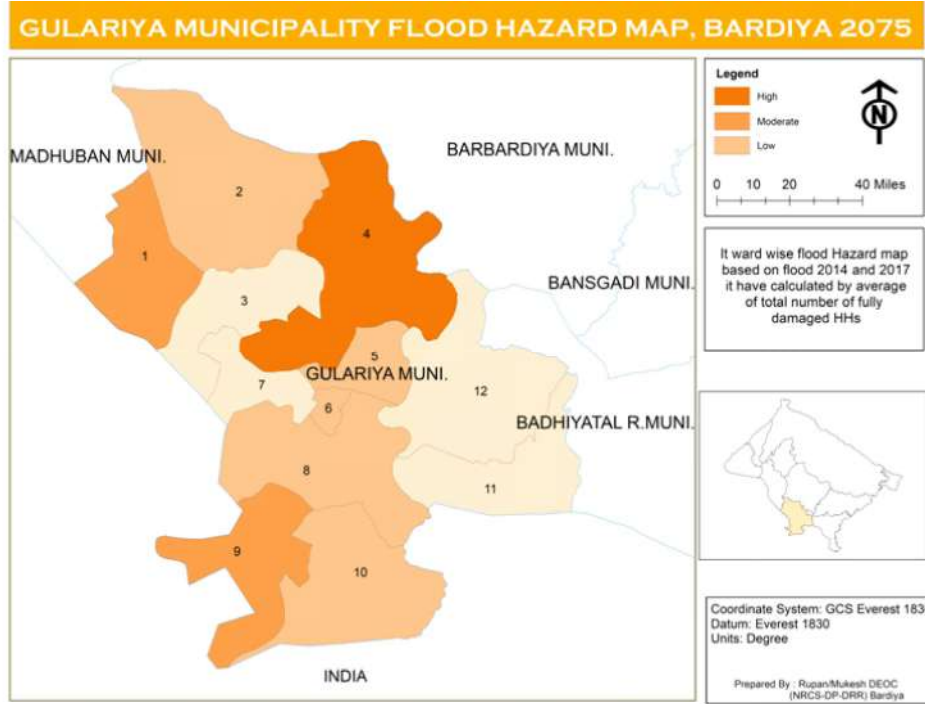 GULARIYA MUNICIPALITY FLOOD HAZARD MAP, BARDIYA 2075
Legend
High
Moderate
Low
N
0 10 20 40 Miles
MADHUBAN MUNI.
BARBARDIYA MUNI.
2
4
1
3
BANSGADI MUNI.
5
GULARIYA MUNI.
7
12
6
BADHIYATAL R.MUNI.
8
11
9
10
INDIA
It ward wise flood Hazard map
based on flood 2014 and 2017
it have calculated by average
of total number of fully
damaged HHs
Coordinate System: GCS Everest 183
Datum: Everest 1830
Units: Degree
Prepared By : Rupan/Mukesh DEOC
(NRCS-DP-DRR) Bardiya